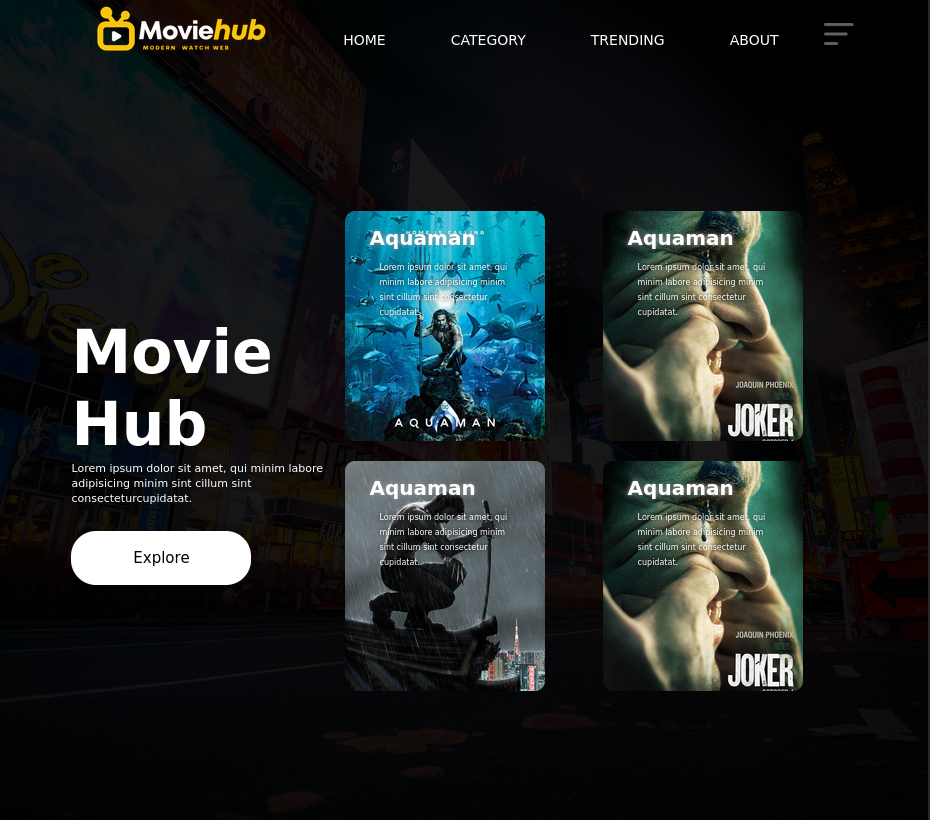 Moviehub
MODERN WATCH WEB
HOME
CATEGORY
TRENDING
ABOUT
LG
H&M
Movie
Hub
Lorem ipsum dolor sit amet, qui minim labore
adipisicing minim sint cillum sint
consecteturcupidatat.
Explore
HOME IS CALLING
Aquaman
Lorem ipsum dolor sit amet, qui
minim labore adipisicing minim
sint cillum sint consectetur
cupidatat.
AQUAMAN
Aquaman
Lorem ipsum dolor sit amet, qui
minim labore adipisicing minim
sint cillum sint consectetur
cupidatat.
JOAQUIN PHOENIX
JOKER
Aquaman
Lorem ipsum dolor sit amet, qui
minim labore adipisicing minim
sint cillum sint consectetur
cupidatat.
Aquaman
Lorem ipsum dolor sit amet, qui
minim labore adipisicing minim
sint cillum sint consectetur
cupidatat.
JOAQUIN PHOENIX
JOKER